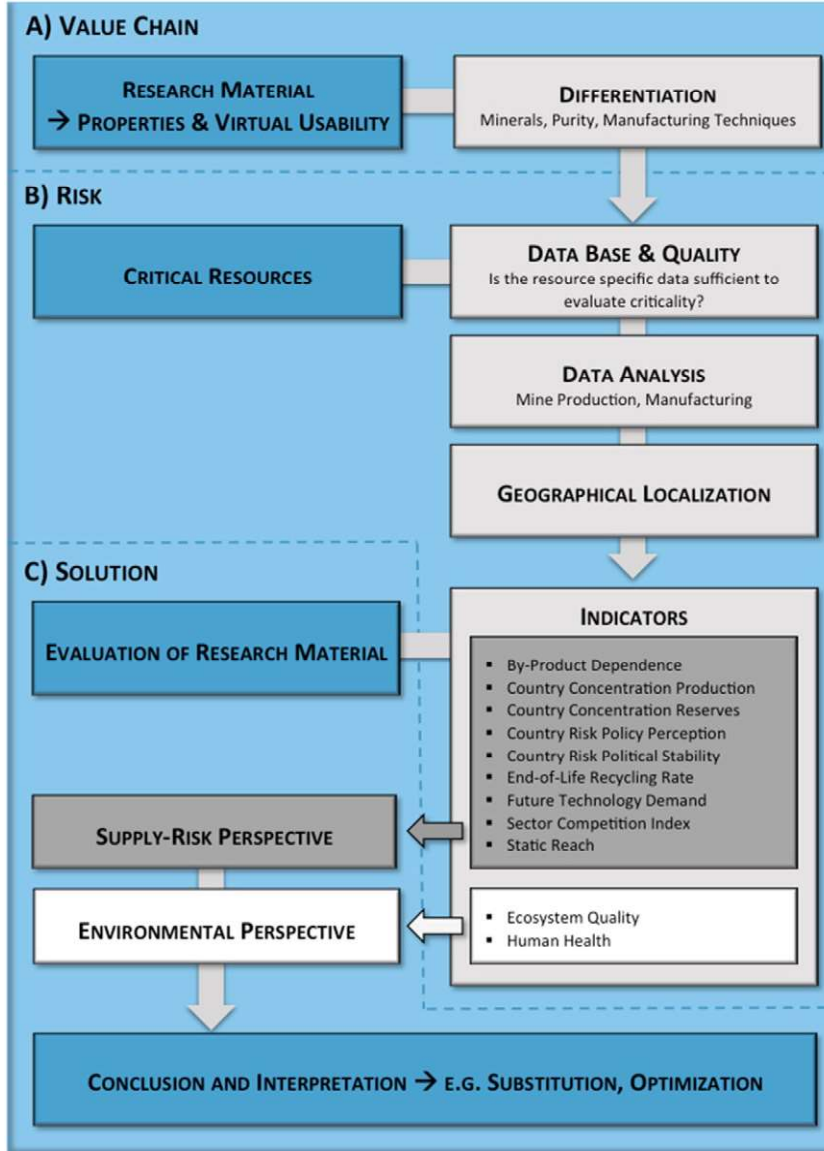 A) VALUE CHAIN
RESEARCH MATERIAL
→ PROPERTIES & VIRTUAL USABILITY
DIFFERENTIATION
Minerals, Purity, Manufacturing Techniques
B) RISK
CRITICAL RESOURCES
DATA BASE & QUALITY
Is the resource specific data sufficient to
evaluate criticality?
DATA ANALYSIS
Mine Production, Manufacturing
GEOGRAPHICAL LOCALIZATION
C) SOLUTION
EVALUATION OF RESEARCH MATERIAL
INDICATORS
▪ By-Product Dependence
▪ Country Concentration Production
▪ Country Concentration Reserves
▪ Country Risk Policy Perception
▪ Country Risk Political Stability
▪ End-of-Life Recycling Rate
▪ Future Technology Demand
▪ Sector Competition Index
▪ Static Reach
SUPPLY-RISK PERSPECTIVE
▪ Ecosystem Quality
▪ Human Health
ENVIRONMENTAL PERSPECTIVE
CONCLUSION AND INTERPRETATION → E.G. SUBSTITUTION, OPTIMIZATION